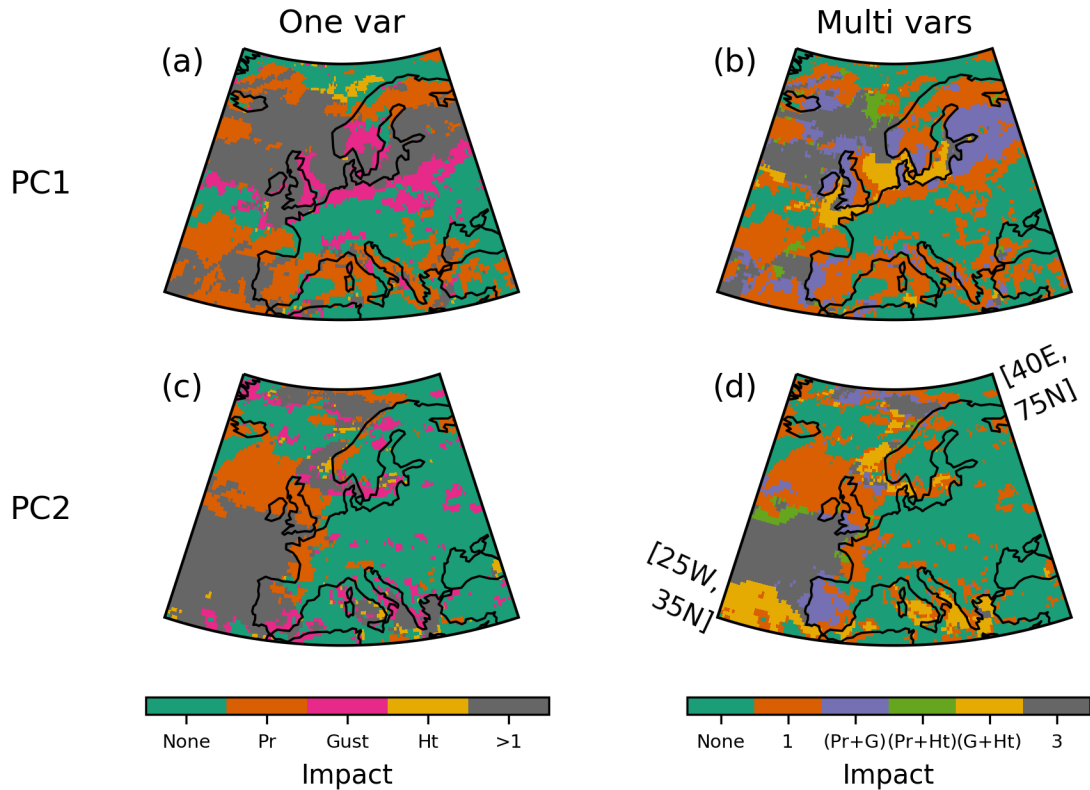 One var
Multi vars
(a)
(b)
PC1
(c)
(d)
[40E,
75N]
PC2
[25W,
35N]
None Pr Gust Ht >1
Impact
None 1 (Pr+G) (Pr+Ht) (G+Ht) 3
Impact